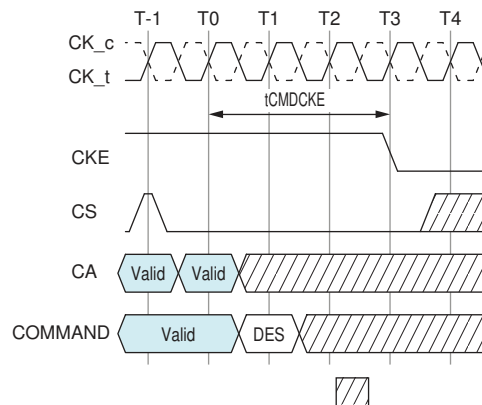 T-1 T0 T1 T2 T3 T4
CK_c
CK_t
tCMDCKE
CKE
CS
CA Valid Valid
COMMAND Valid DES